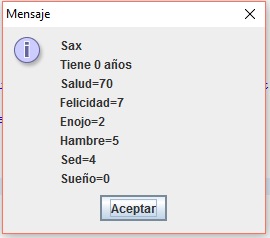 Mensaje
Sax
Tiene 0 años
Salud=70
Felicidad=7
Enojo=2
Hambre=5
Sed=4
Sueño=0
Aceptar